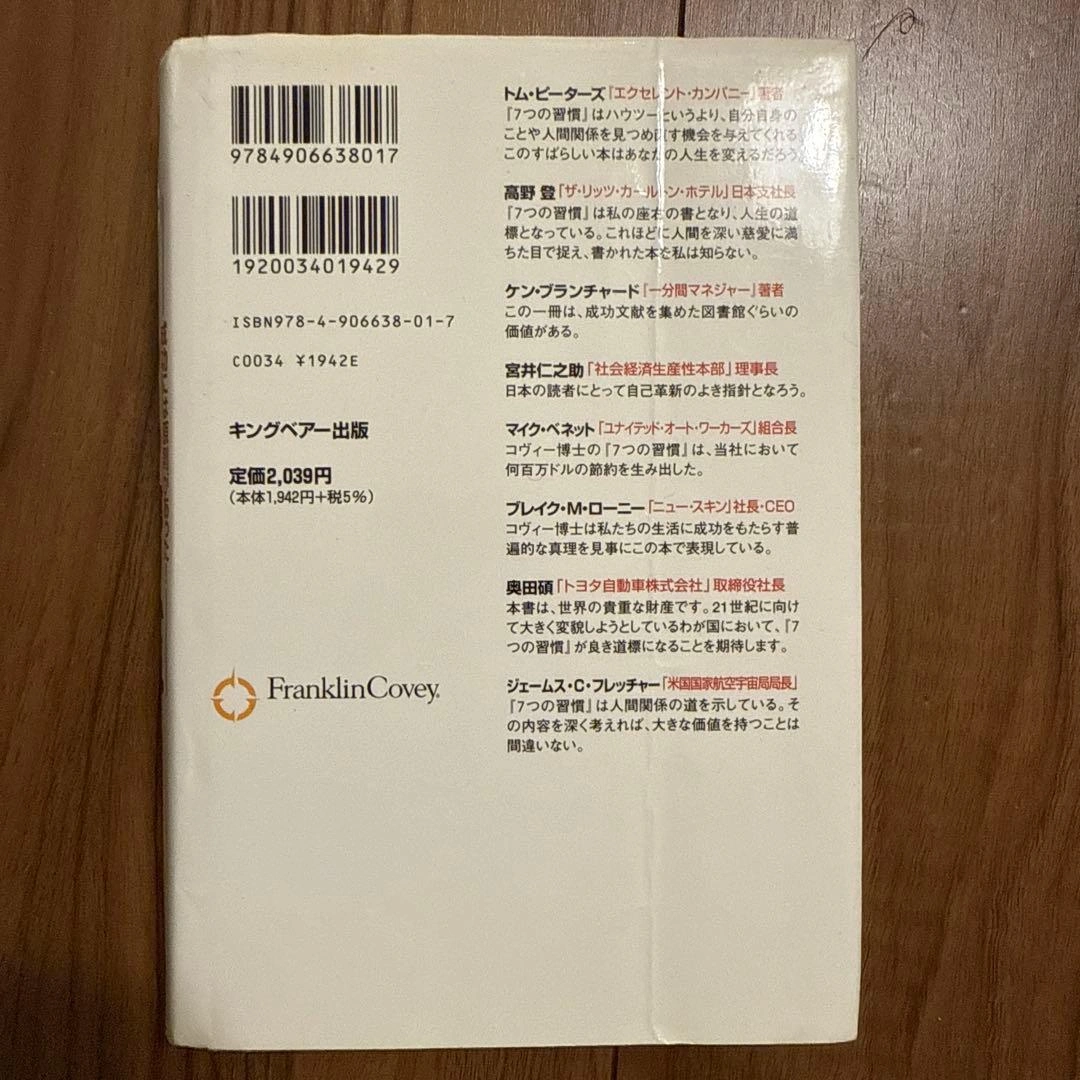 9784906638017
1920034019429
ISBN978-4-906638-01-7
C0034 ¥1942E
キングベアー出版
定価2,039円
(本体1,942円+税5%)
FranklinCovey®
トム・ピーターズ『エクセレント・カンパニー』著者
『7つの習慣』はハウツーというより、自分自身の
ことや人間関係を見つめ直す機会を与えてくれる。
このすばらしい本はあなたの人生を変えるだろう。
高野 登「ザ・リッツ・カールトン・ホテル」日本支社長
『7つの習慣』は私の座右の書となり、人生の道
標となっている。これほどに人間を深い慈愛に満
ちた目で捉え、書かれた本を私は知らない。
ケン・ブランチャード『一分間マネジャー』著者
この一冊は、成功文献を集めた図書館ぐらいの
価値がある。
宮井仁之助「社会経済生産性本部」理事長
日本の読者にとって自己革新のよき指針となろう。
マイク・ベネット「ユナイテッド・オート・ワーカーズ」組合長
コヴィー博士の『7つの習慣』は、当社において
何百万ドルの節約を生み出した。
ブレイク・M・ローニー「ニュー・スキン」社長・CEO
コヴィー博士は私たちの生活に成功をもたらす普
遍的な真理を見事にこの本で表現している。
奥田碩「トヨタ自動車株式会社」取締役社長
本書は、世界の貴重な財産です。21世紀に向け
て大きく変貌しようとしているわが国において、『7
つの習慣』が良き道標になることを期待します。
ジェームス・C・フレッチャー「米国国家航空宇宙局局長」
『7つの習慣』は人間関係の道を示している。そ
の内容を深く考えれば、大きな価値を持つことは
間違いない。